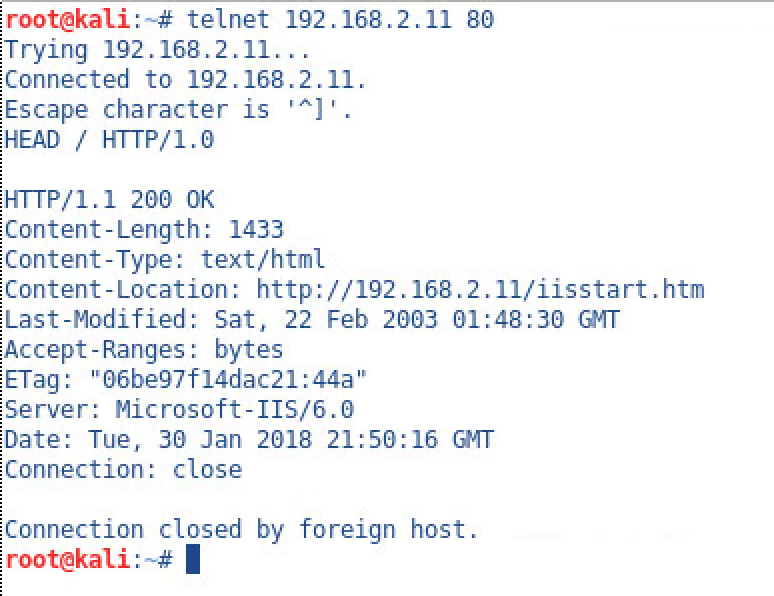 root@kali:~# telnet 192.168.2.11 80
Trying 192.168.2.11...
Connected to 192.168.2.11.
Escape character is '^]'.
HEAD / HTTP/1.0
HTTP/1.1 200 OK
Content-Length: 1433
Content-Type: text/html
Content-Location: http://192.168.2.11/iisstart.htm
Last-Modified: Sat, 22 Feb 2003 01:48:30 GMT
Accept-Ranges: bytes
ETag: "06be97f14dac21:44a"
Server: Microsoft-IIS/6.0
Date: Tue, 30 Jan 2018 21:50:16 GMT
Connection: close
Connection closed by foreign host.
root@kali:~#